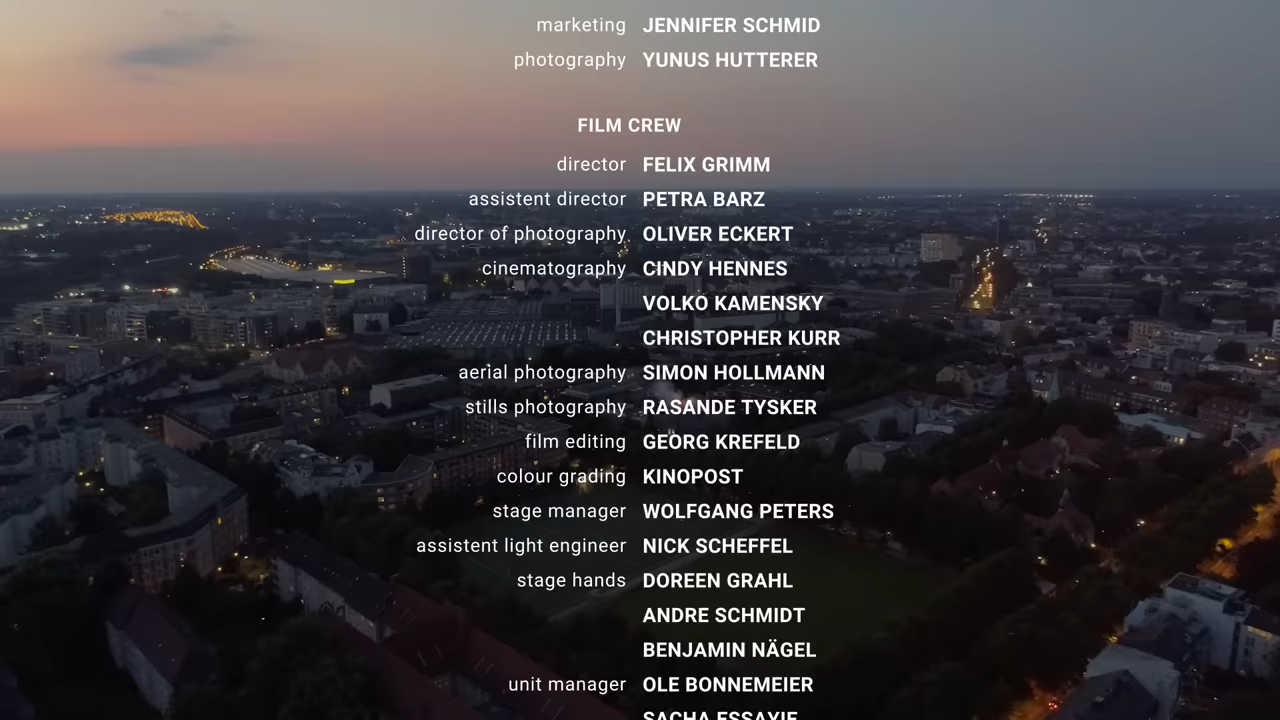 marketing JENNIFER SCHMID
photography YUNUS HUTTERER
FILM CREW
director FELIX GRIMM
assistent director PETRA BARZ
director of photography OLIVER ECKERT
cinematography CINDY HENNES
VOLKO KAMENSKY
CHRISTOPHER KURR
aerial photography SIMON HOLLMANN
stills photography RASANDE TYSKER
film editing GEORG KREFELD
colour grading KINOPOST
stage manager WOLFGANG PETERS
assistent light engineer NICK SCHEFFEL
stage hands DOREEN GRAHL
ANDRE SCHMIDT
BENJAMIN NÄGEL
unit manager OLE BONNEMEIER
SACHA ESSAYIE